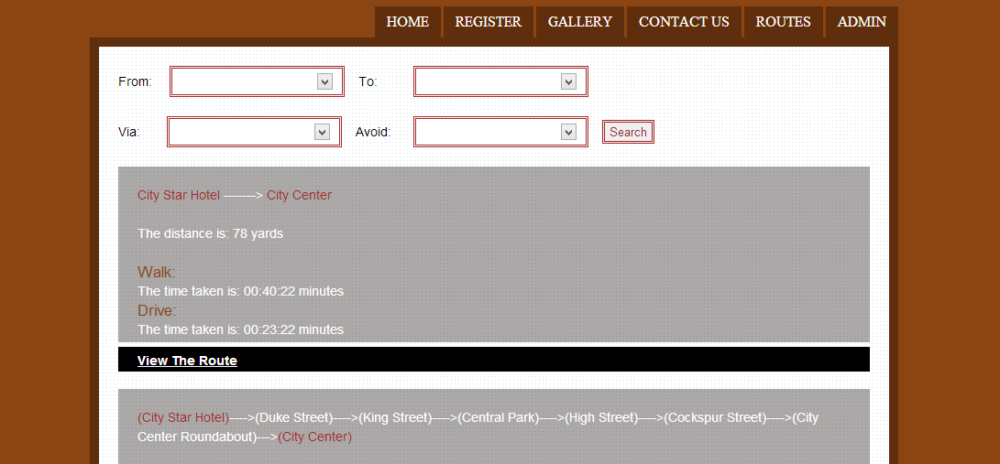 HOME REGISTER GALLERY CONTACT US ROUTES ADMIN
From: To:
Via: Avoid: Search
City Star Hotel -------> City Center
The distance is: 78 yards
Walk:
The time taken is: 00:40:22 minutes
Drive:
The time taken is: 00:23:22 minutes
View The Route
(City Star Hotel)---->(Duke Street)---->(King Street)---->(Central Park)---->(High Street)---->(Cockspur Street)---->(City
Center Roundabout)--->(City Center)